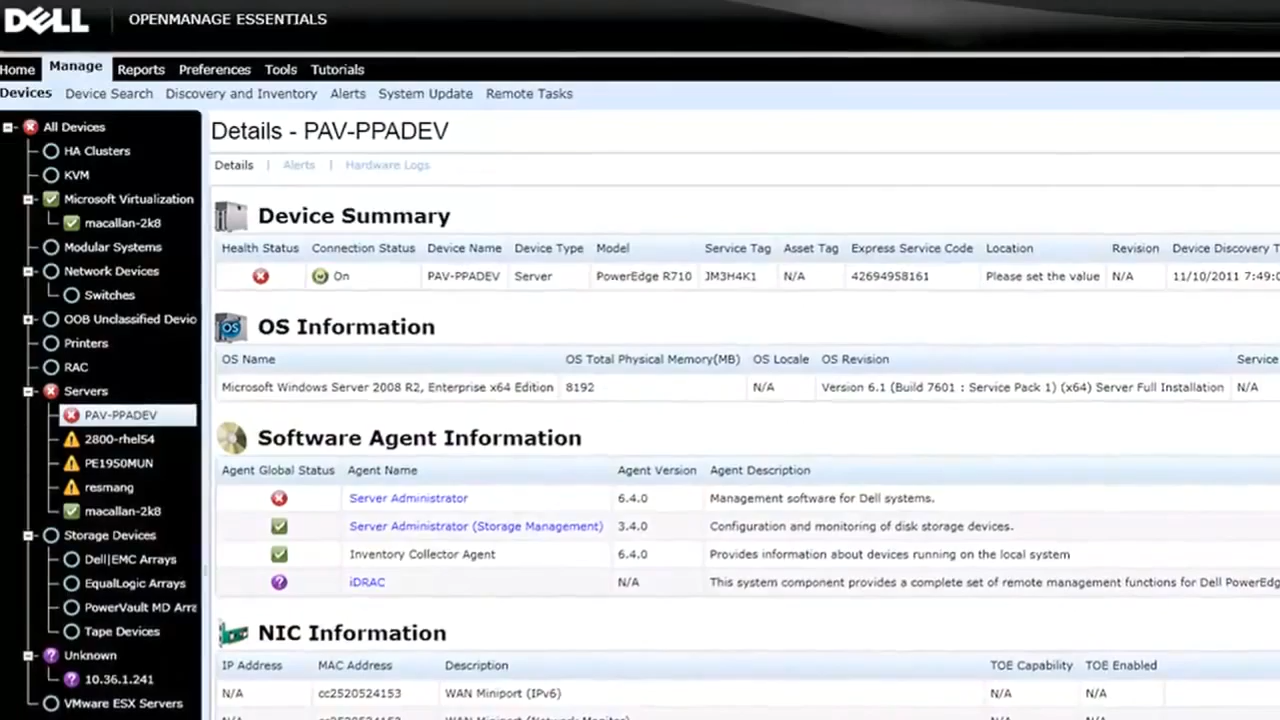 DELL OPENMANAGE ESSENTIALS
Home Manage Reports Preferences Tools Tutorials
Devices Device Search Discovery and Inventory Alerts System Update Remote Tasks
All Devices
HA Clusters
KVM
Microsoft Virtualization
macallan-2k8
Modular Systems
Network Devices
Switches
OOB Unclassified Devic
Printers
RAC
Servers
PAV-PPADEV
2800-rhel54
PE1950MUN
resmang
macallan-2k8
Storage Devices
Dell|EMC Arrays
EqualLogic Arrays
PowerVault MD Arra
Tape Devices
Unknown
10.36.1.241
VMware ESX Servers
Details - PAV-PPADEV
Details | Alerts | Hardware Logs
Device Summary
Health Status Connection Status Device Name Device Type Model Service Tag Asset Tag Express Service Code Location Revision Device Discovery T
On PAV-PPADEV Server PowerEdge R710 JM3H4K1 N/A 42694958161 Please set the value N/A 11/10/2011 7:49:0
OS Information
OS Name OS Total Physical Memory(MB) OS Locale OS Revision Service
Microsoft Windows Server 2008 R2, Enterprise x64 Edition 8192 N/A Version 6.1 (Build 7601 : Service Pack 1) (x64) Server Full Installation N/A
Software Agent Information
Agent Global Status Agent Name Agent Version Agent Description
Server Administrator 6.4.0 Management software for Dell systems.
Server Administrator (Storage Management) 3.4.0 Configuration and monitoring of disk storage devices.
Inventory Collector Agent 6.4.0 Provides information about devices running on the local system
iDRAC N/A This system component provides a complete set of remote management functions for Dell PowerEdg
NIC Information
IP Address MAC Address Description TOE Capability TOE Enabled
N/A cc2520524153 WAN Miniport (IPv6) N/A N/A